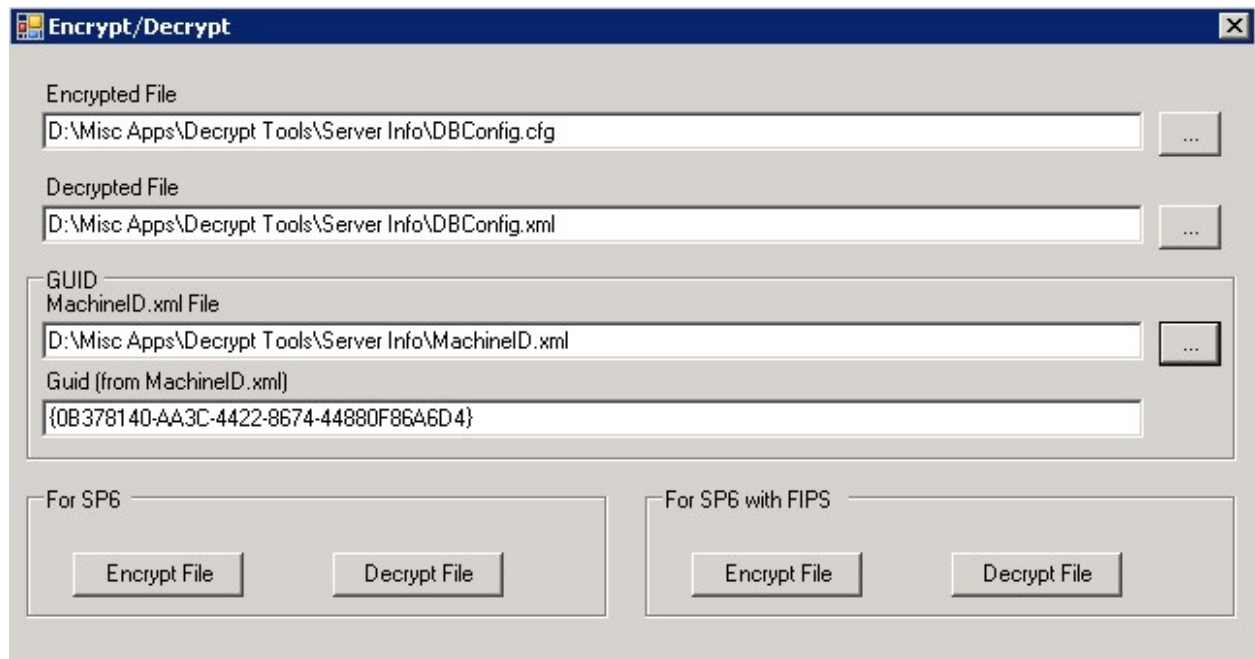 Encrypt/Decrypt
Encrypted File
D:\Misc Apps\Decrypt Tools\Server Info\DBConfig.cfg
...
Decrypted File
D:\Misc Apps\Decrypt Tools\Server Info\DBConfig.xml
...
GUID
MachineID.xml File
D:\Misc Apps\Decrypt Tools\Server Info\MachineID.xml
...
Guid (from MachineID.xml)
{0B378140-AA3C-4422-8674-44880F86A6D4}
For SP6
Encrypt File
Decrypt File
For SP6 with FIPS
Encrypt File
Decrypt File